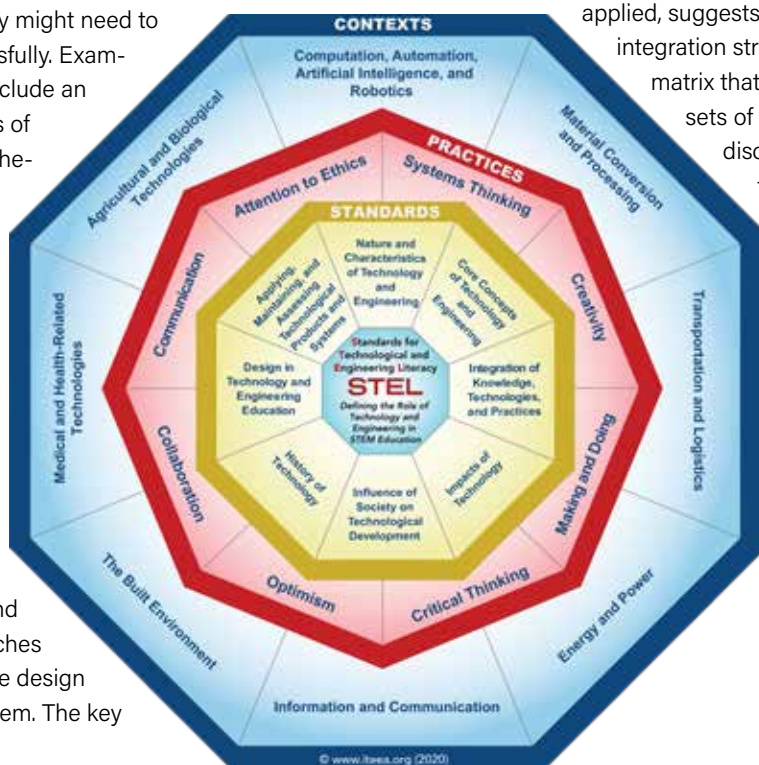 y might need to
sfully. Exam-
clude an
s of
he-
nd
ches
e design
em. The key
applied, suggests
integration str
matrix that
sets of
disc
CONTEXTS
Computation, Automation,
Artificial Intelligence, and
Robotics
Material Conversion
and Processing
Transportation and Logistics
Energy and Power
Information and Communication
The Built Environment
Medical and Health-Related
Technologies
Agricultural and Biological
Technologies
PRACTICES
Systems Thinking
Creativity
Making and Doing
Critical Thinking
Optimism
Collaboration
Communication
Attention to Ethics
STANDARDS
Nature and
Characteristics
of Technology
and
Engineering
Core Concepts
of Technology
and
Engineering
Integration of
Knowledge,
Technologies,
and Practices
Impacts of
Technology
Influence of
Society on
Technological
Development
History of
Technology
Design in
Technology and
Engineering
Education
Applying,
Maintaining, and
Assessing
Technological
Products and
Systems
Standards for
Technological and
Engineering Literacy
STEL
Defining the Role of
Technology and
Engineering in
STEM Education
© www.iteea.org (2020)